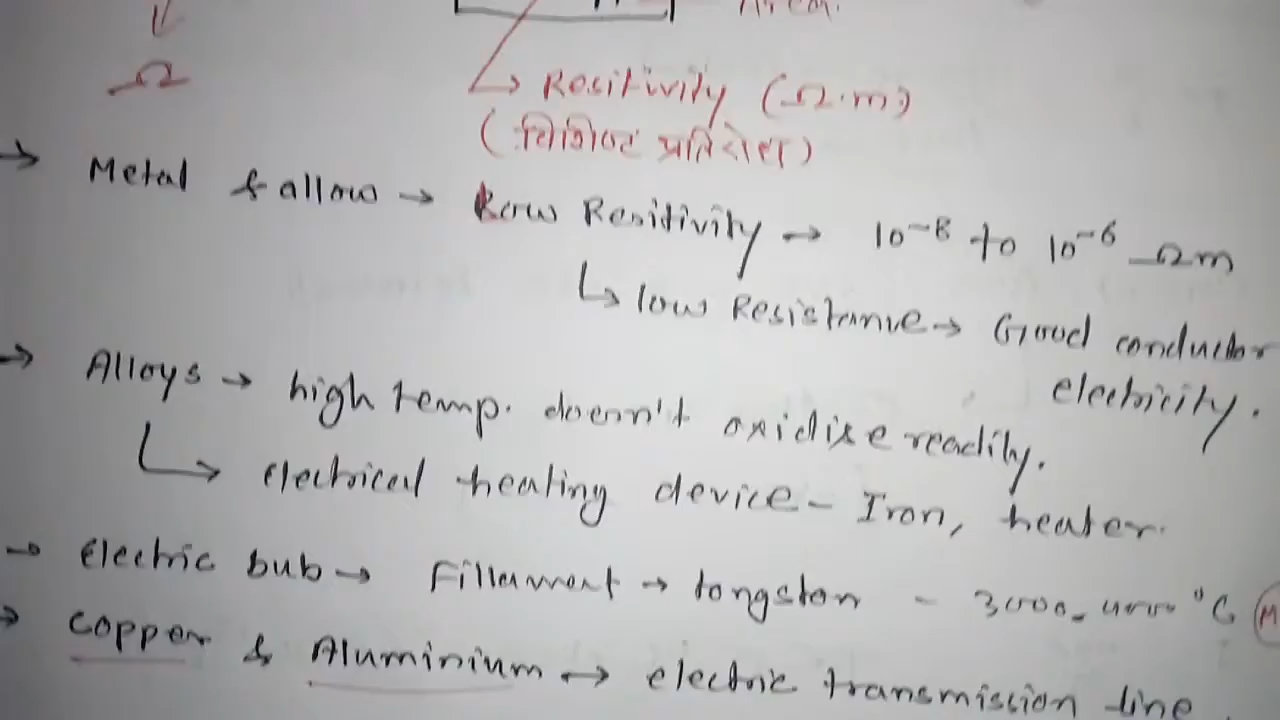 Ω
↳ Resitivity (Ω.m)
(विशिष्ट प्रतिरोध)
→ Metal & allow → Low Resitivity → 10⁻⁸ to 10⁻⁶ Ωm
↳ low Resistance → Good conductor
electricity.
→ Alloys → high temp. doesn't oxidise readily.
↳ electrical heating device - Iron, heater.
→ Electric bub → Fillament → tongston - 3000-4000 °C M
→ Copper & Aluminium → electric transmission line.